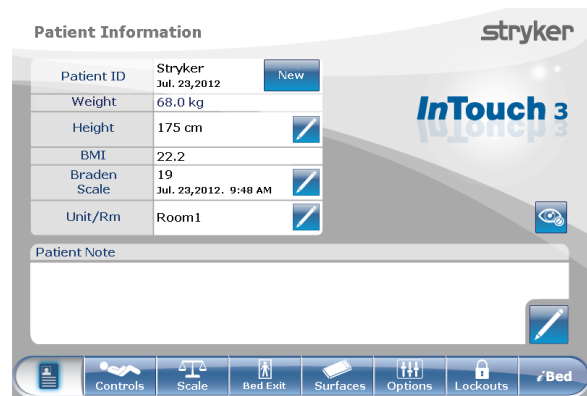 Patient Information
stryker
Patient ID
Stryker
Jul. 23,2012
New
Weight
68.0 kg
InTouch 3
Height
175 cm
BMI
22.2
Braden
Scale
19
Jul. 23,2012. 9:48 AM
Unit/Rm
Room1
Patient Note
Controls
Scale
Bed Exit
Surfaces
Options
Lockouts
iBed